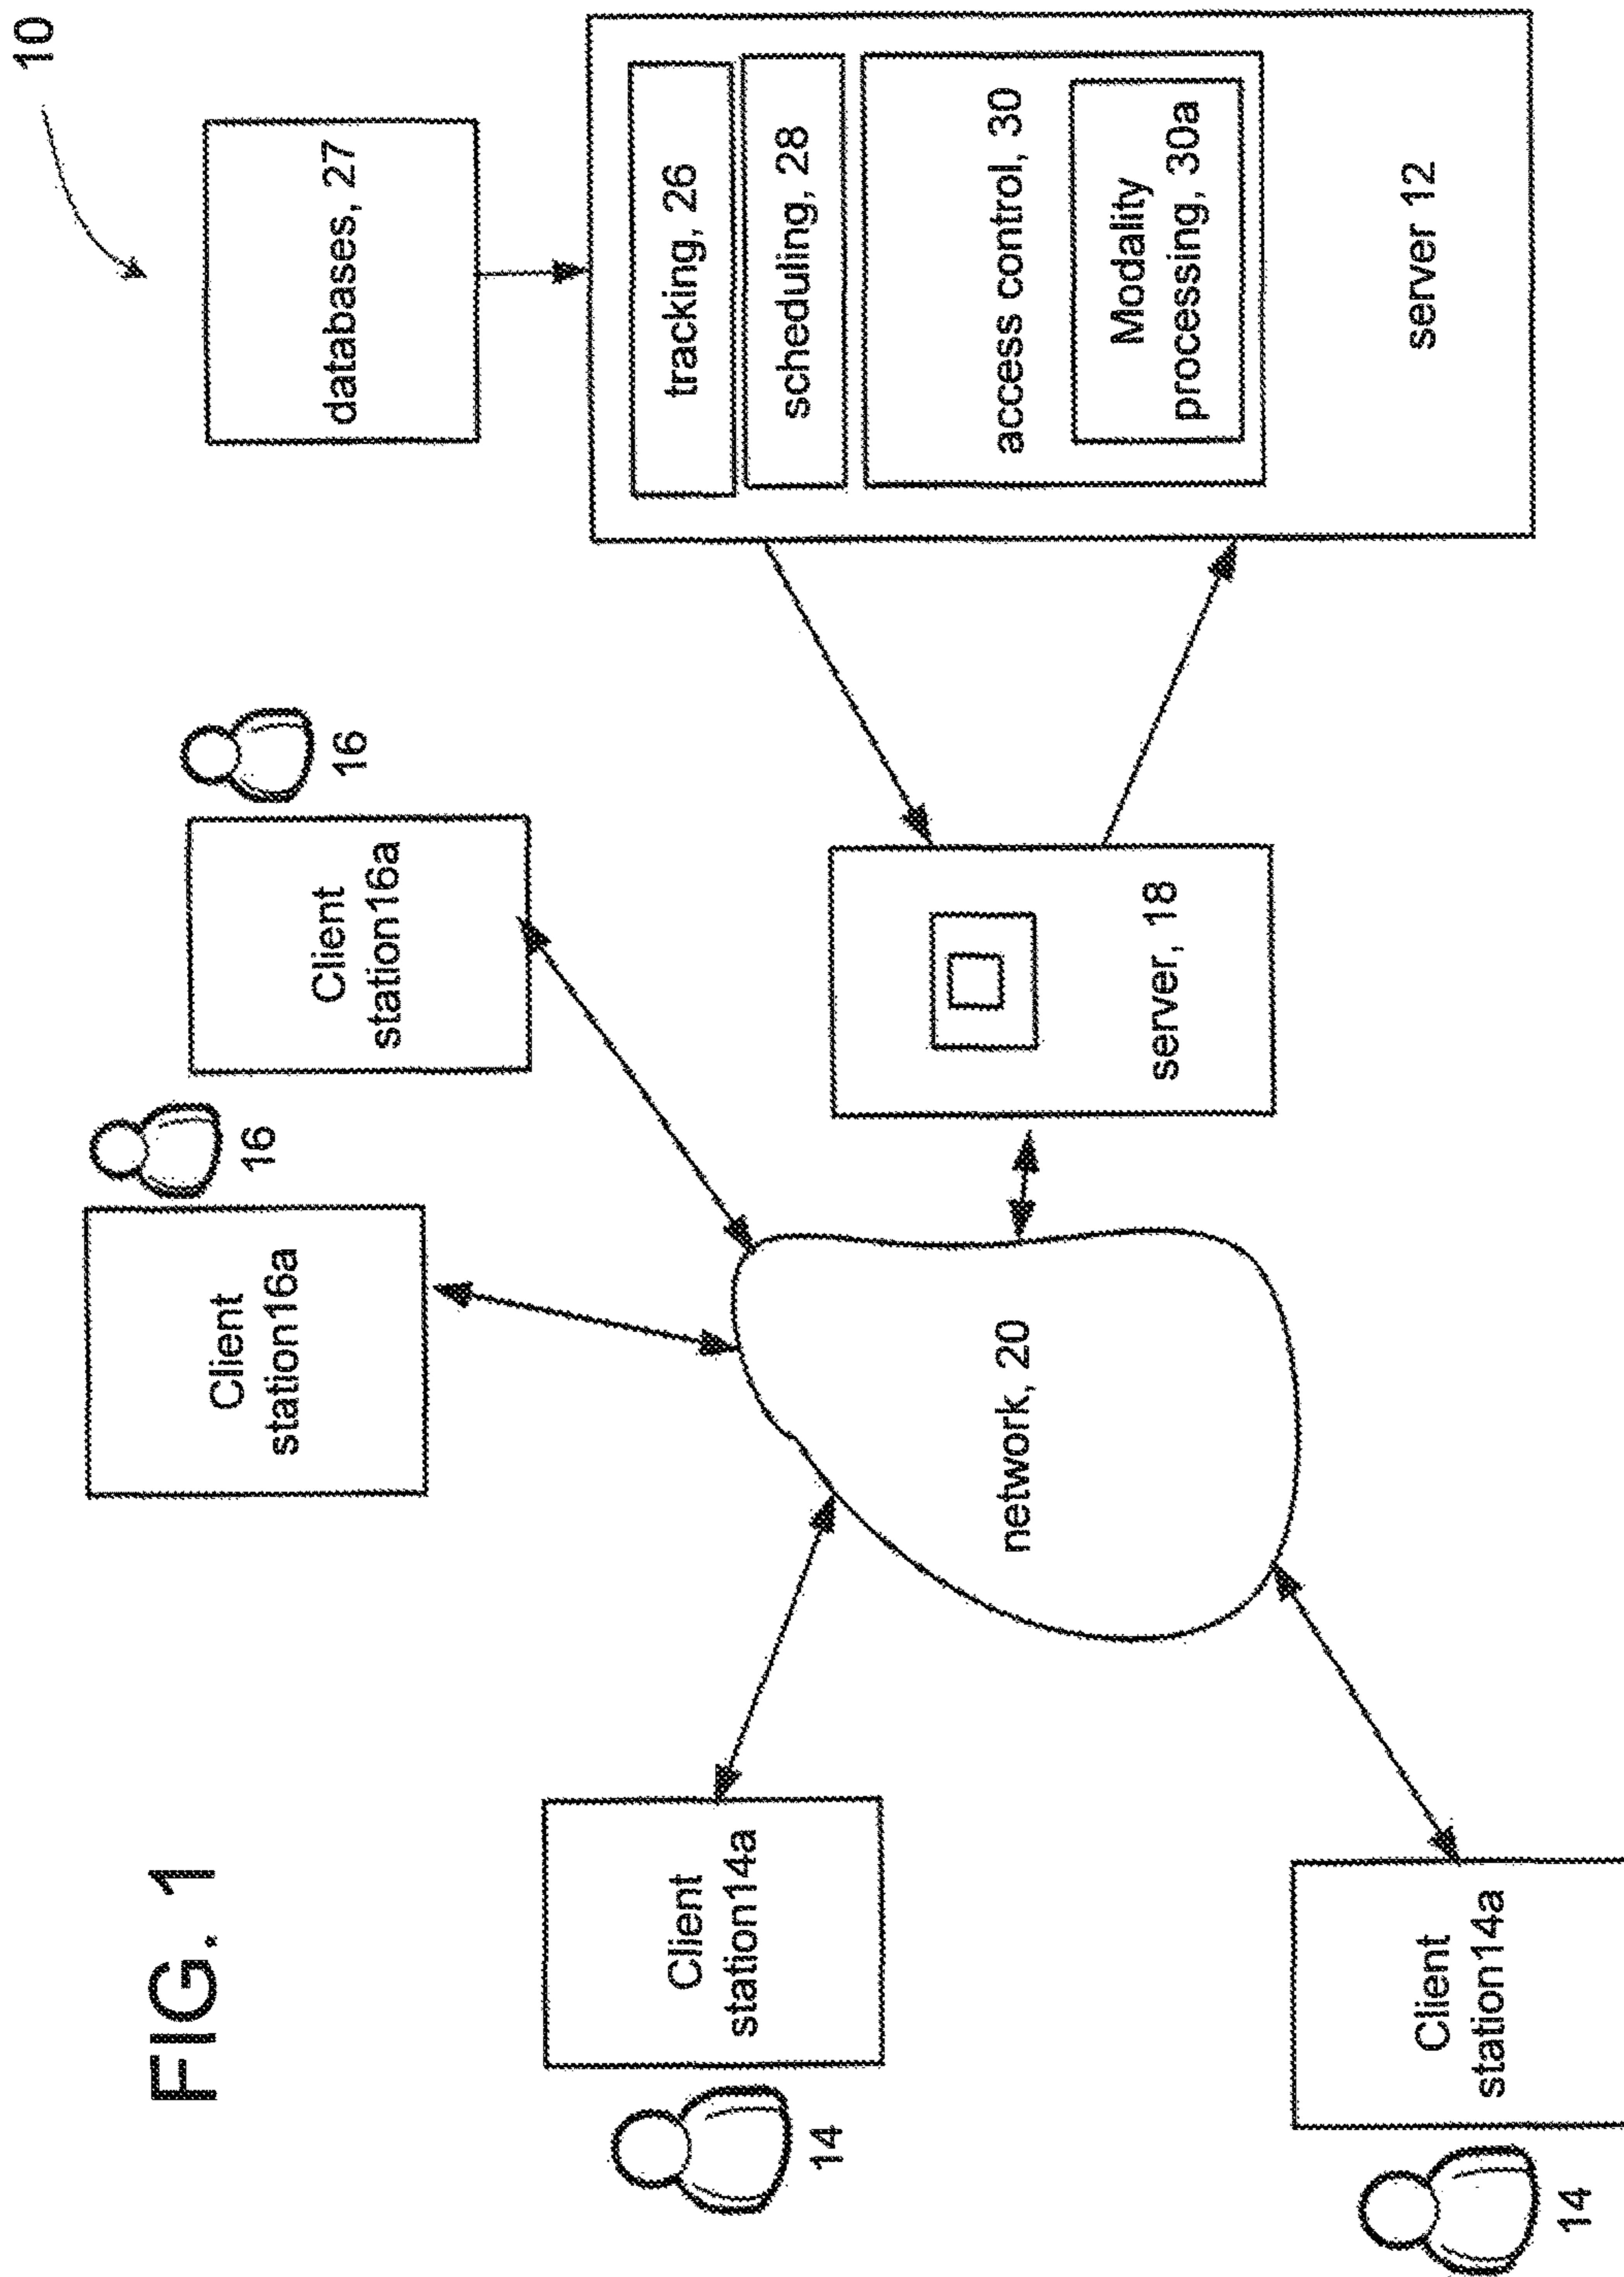 FIG. 1
10
databases, 27
tracking, 26
scheduling, 28
access control, 30
Modality
processing, 30a
server 12
16
Client
station16a
16
Client
station16a
server, 18
network, 20
Client
station14a
14
Client
station14a
14